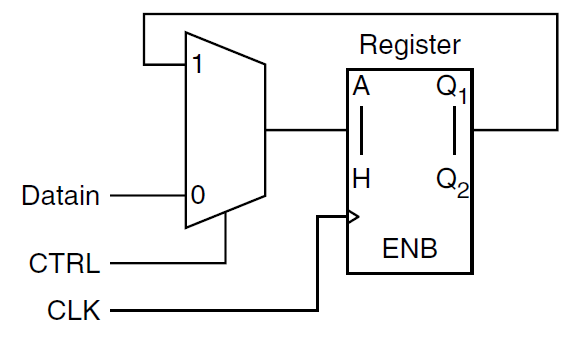 Register
1
A
Q1
Datain
0
H
Q2
CTRL
ENB
CLK